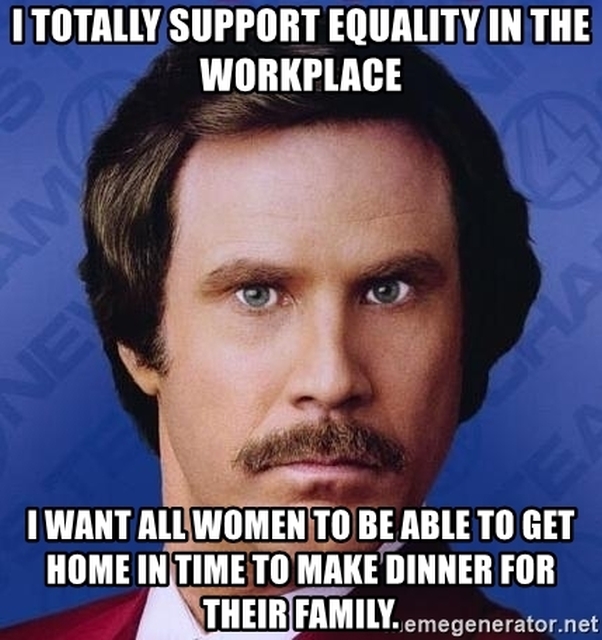 I TOTALLY SUPPORT EQUALITY IN THE
WORKPLACE
4
I WANT ALL WOMEN TO BE ABLE TO GET
HOME IN TIME TO MAKE DINNER FOR
THEIR FAMILY.
emegenerator.net